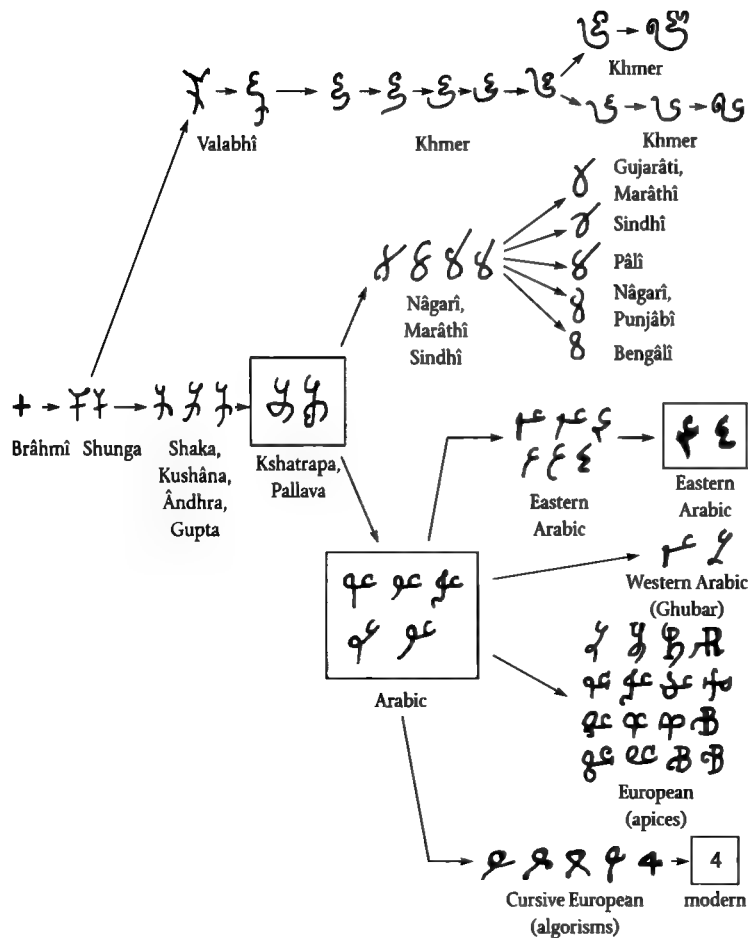 Khmer
Valabhî
Khmer
Khmer
Gujarâti,
Marâthî
Sindhî
Pâlî
Nâgarî,
Marâthî
Sindhî
Nâgarî,
Punjâbî
Bengâlî
Brâhmî
Shunga
Shaka,
Kushâna,
Ândhra,
Gupta
Kshatrapa,
Pallava
Eastern
Arabic
Eastern
Arabic
Western Arabic
(Ghubar)
Arabic
European
(apices)
4
Cursive European
(algorisms)
modern